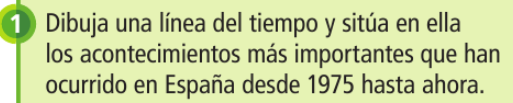 1 Dibuja una línea del tiempo y sitúa en ella
los acontecimientos más importantes que han
ocurrido en España desde 1975 hasta ahora.